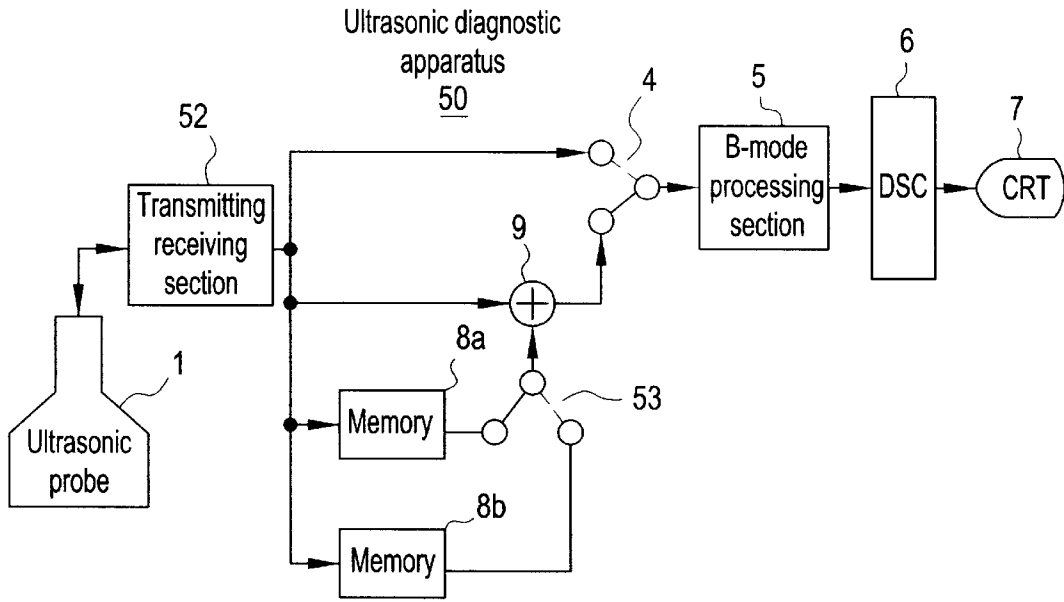 Ultrasonic diagnostic
apparatus
50
52
Transmitting
receiving
section
1
Ultrasonic
probe
4
5
B-mode
processing
section
6
DSC
7
CRT
9
+
8a
Memory
53
8b
Memory